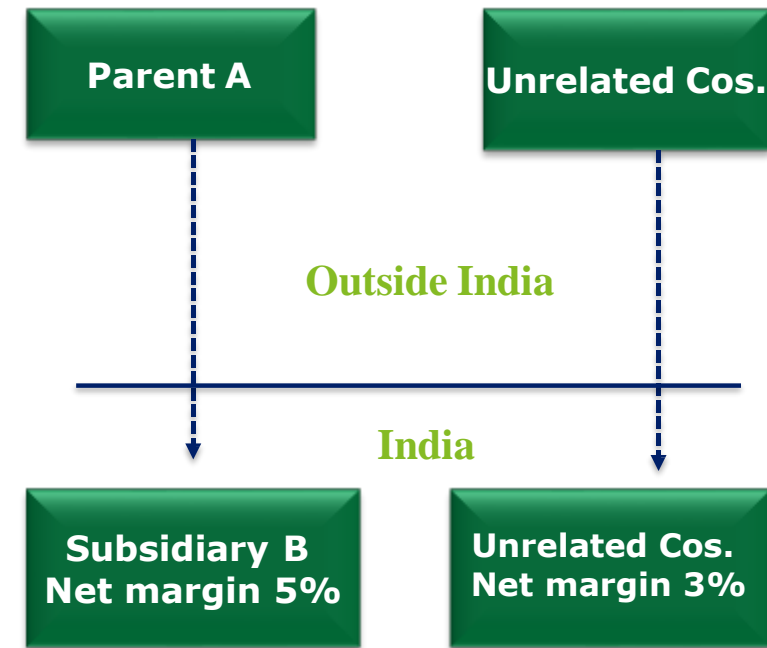 Parent A
Unrelated Cos.
Outside India
India
Subsidiary B
Net margin 5%
Unrelated Cos.
Net margin 3%